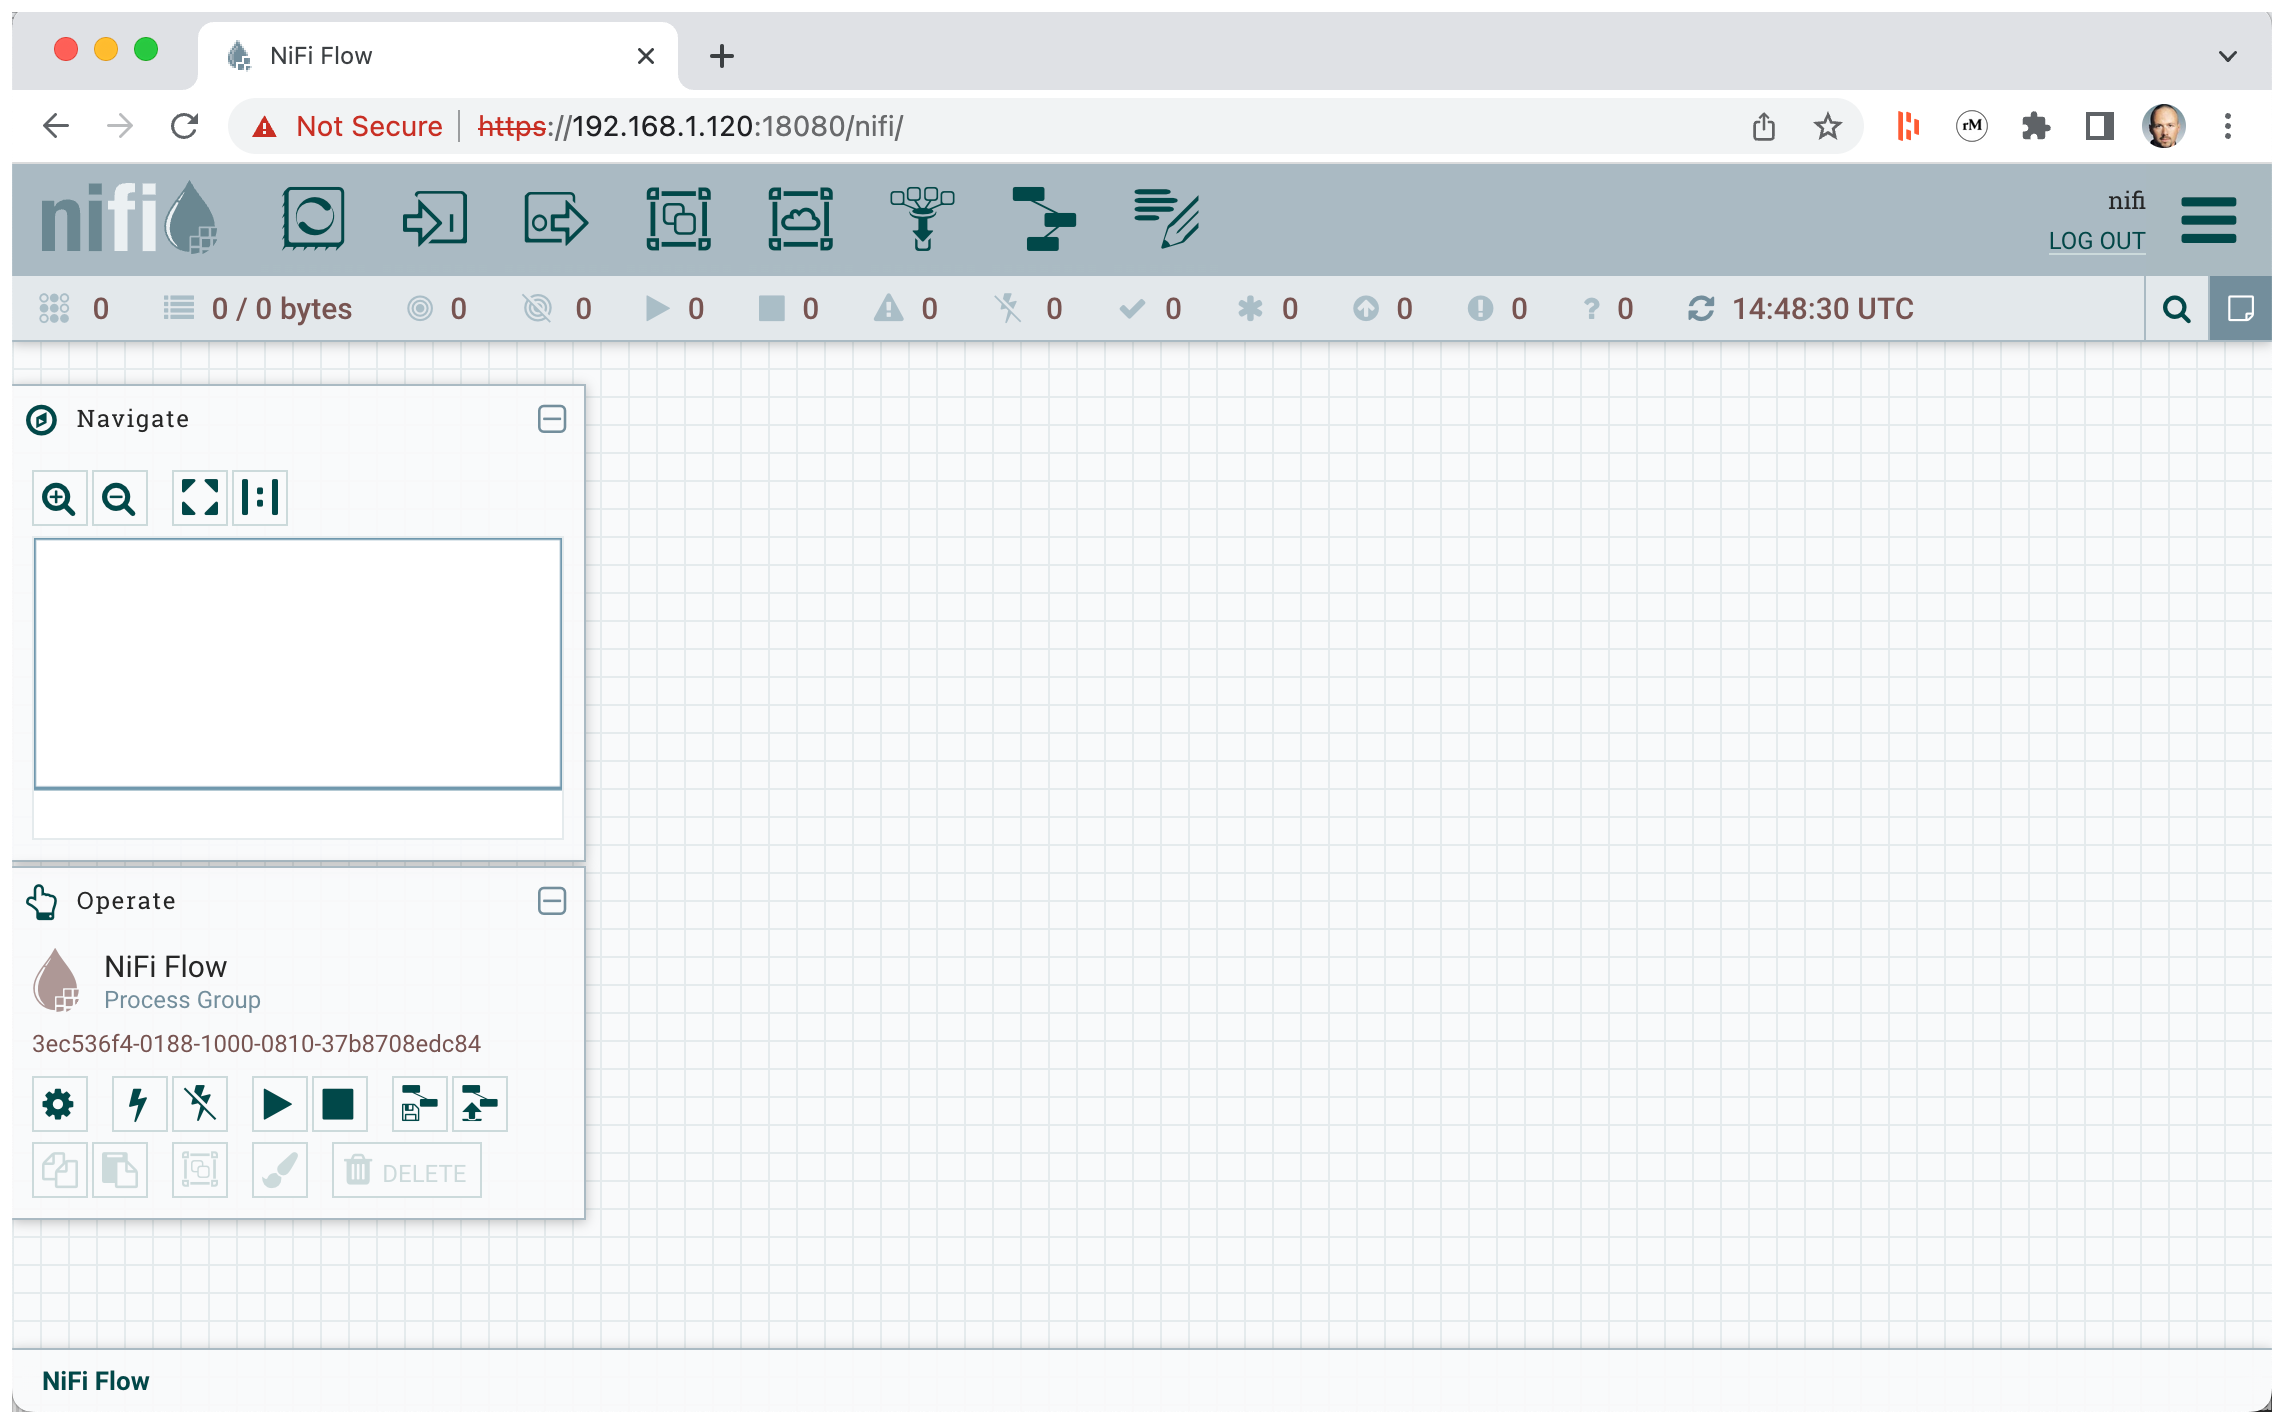 NiFi Flow
Not Secure https://192.168.1.120:18080/nifi/
rM
nifi
nifi
LOG OUT
0 0 / 0 bytes 0 0 0 0 0 0 0 0 0 0 ? 0 14:48:30 UTC
Navigate
Operate
NiFi Flow
Process Group
3ec536f4-0188-1000-0810-37b8708edc84
DELETE
NiFi Flow